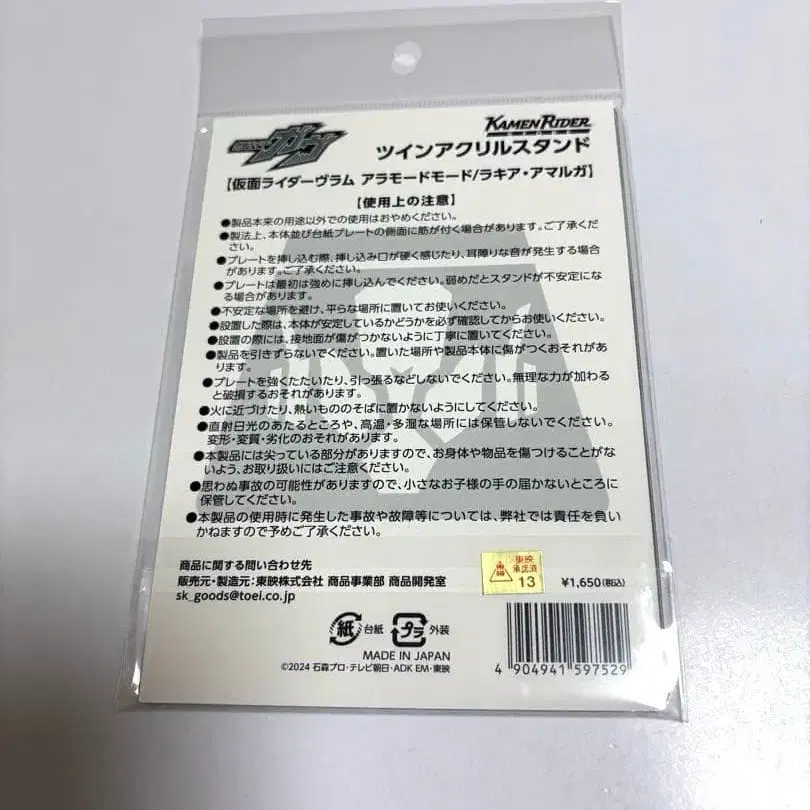 仮面ライダーガヴ
KAMEN RIDER
ツインアクリルスタンド
【仮面ライダーヴラム アラモードモード/ラキア・アマルガ】
【使用上の注意】
●製品本来の用途以外での使用はおやめください。
●製法上、本体並び台紙プレートの側面に筋が付く場合があります。ご了承くだ
さい。
●プレートを挿し込む際、挿し込み口が硬く感じたり、耳障りな音が発生する場合
があります。ご了承ください。
●プレートは最初は強めに挿し込んでください。弱めだとスタンドが不安定にな
る場合があります。
●不安定な場所を避け、平らな場所に置いてお使いください。
●設置した際は、本体が安定しているかどうかを必ず確認してからお使いください。
●設置の際には、接地面が傷がつかないように丁寧に置いてください。
●製品を引きずらないでください。置いた場所や製品本体に傷がつくおそれがあ
ります。
●プレートを強くたたいたり、引っ張るなどしないでください。無理な力が加わる
と破損するおそれがあります。
●火に近づけたり、熱いもののそばに置かないようにしてください。
●直射日光のあたるところや、高温・多湿な場所には保管しないでください。
変形・変質・劣化のおそれがあります。
●本製品には尖っている部分がありますので、お身体や物品を傷つけることがな
いよう、お取り扱いにはご注意ください。
●思わぬ事故の可能性がありますので、小さなお子様の手の届かないところに
保管してください。
●本製品の使用時に発生した事故や故障等については、弊社では責任を負い
かねますので予めご了承ください。
商品に関する問い合わせ先
販売元・製造元:東映株式会社 商品事業部 商品開発室
sk_goods@toei.co.jp
東映
承認済
13
¥1,650(税込)
紙 台紙 プラ 外装
MADE IN JAPAN
©2024 石森プロ・テレビ朝日・ADK EM・東映
4 904941 597529